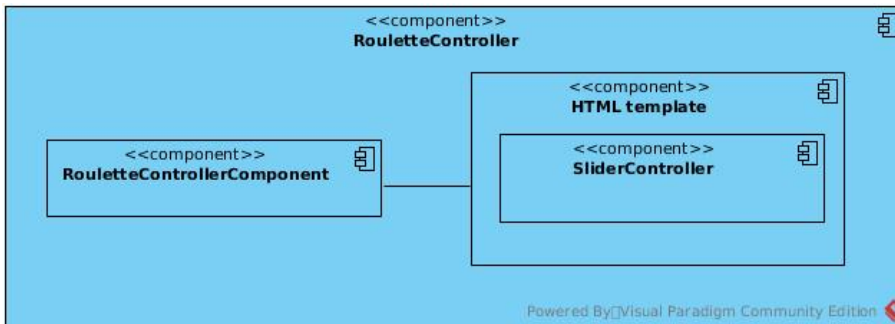 <<component>>
RouletteController
<<component>>
HTML template
<<component>>
RouletteControllerComponent
<<component>>
SliderController
Powered By▯Visual Paradigm Community Edition